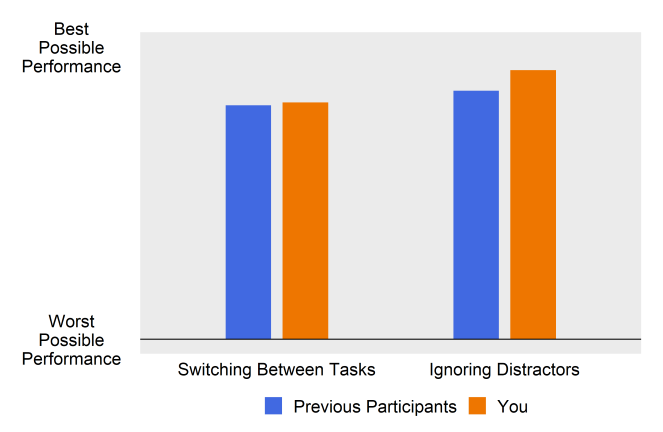 Best
Possible
Performance
Worst
Possible
Performance
Switching Between Tasks
Ignoring Distractors
Previous Participants
You